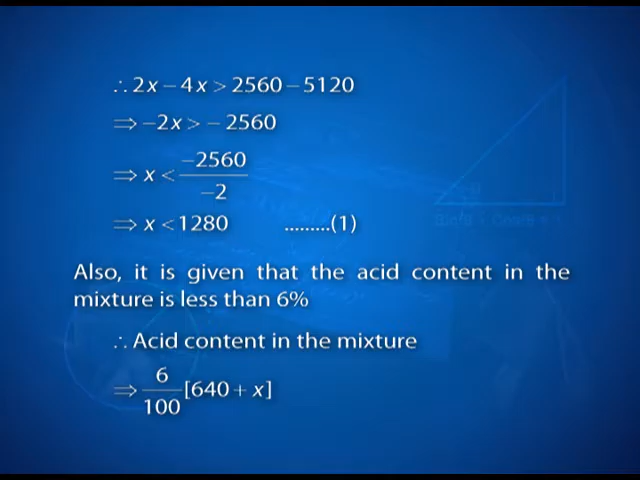 ∴ 2x − 4x > 2560 − 5120
⇒ −2x > − 2560
⇒ x < −2560 / −2
⇒ x < 1280 .........(1)
Also, it is given that the acid content in the
mixture is less than 6%
∴ Acid content in the mixture
⇒ 6/100 [640 + x]